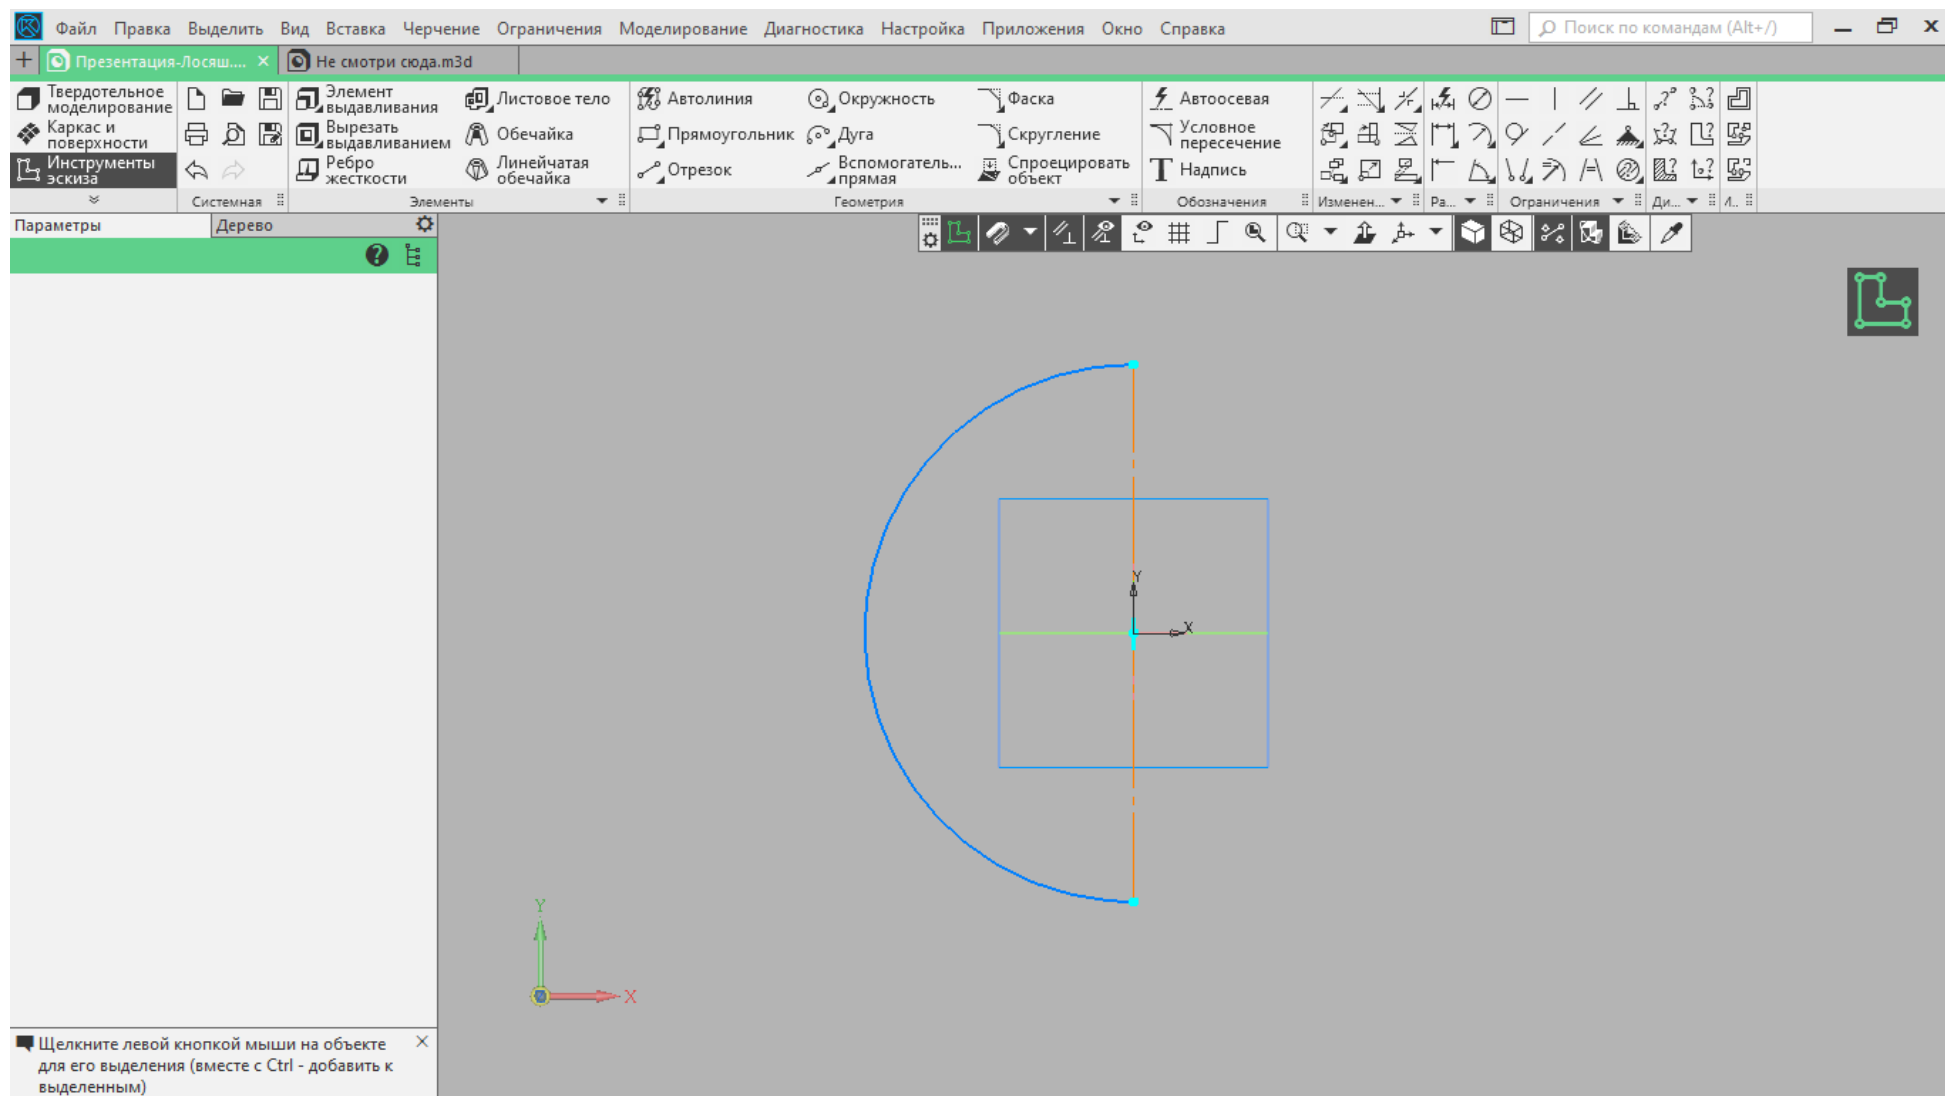 Файл Правка Выделить Вид Вставка Черчение Ограничения Моделирование Диагностика Настройка Приложения Окно Справка Поиск по командам (Alt+/)
Презентация-Лосяш.... Не смотри сюда.m3d
Твердотельное
моделирование
Каркас и
поверхности
Инструменты
эскиза
Системная
Элемент
выдавливания
Вырезать
выдавливанием
Ребро
жесткости
Листовое тело
Обечайка
Линейчатая
обечайка
Элементы
Автолиния
Прямоугольник
Отрезок
Окружность
Дуга
Вспомогатель...
прямая
Фаска
Скругление
Спроецировать
объект
Геометрия
Автоосевая
Условное
пересечение
Надпись
Обозначения
Изменен...
Ра...
Ограничения
Ди...
И..
Параметры Дерево
Y
X
Y
X
Щелкните левой кнопкой мыши на объекте
для его выделения (вместе с Ctrl - добавить к
выделенным)